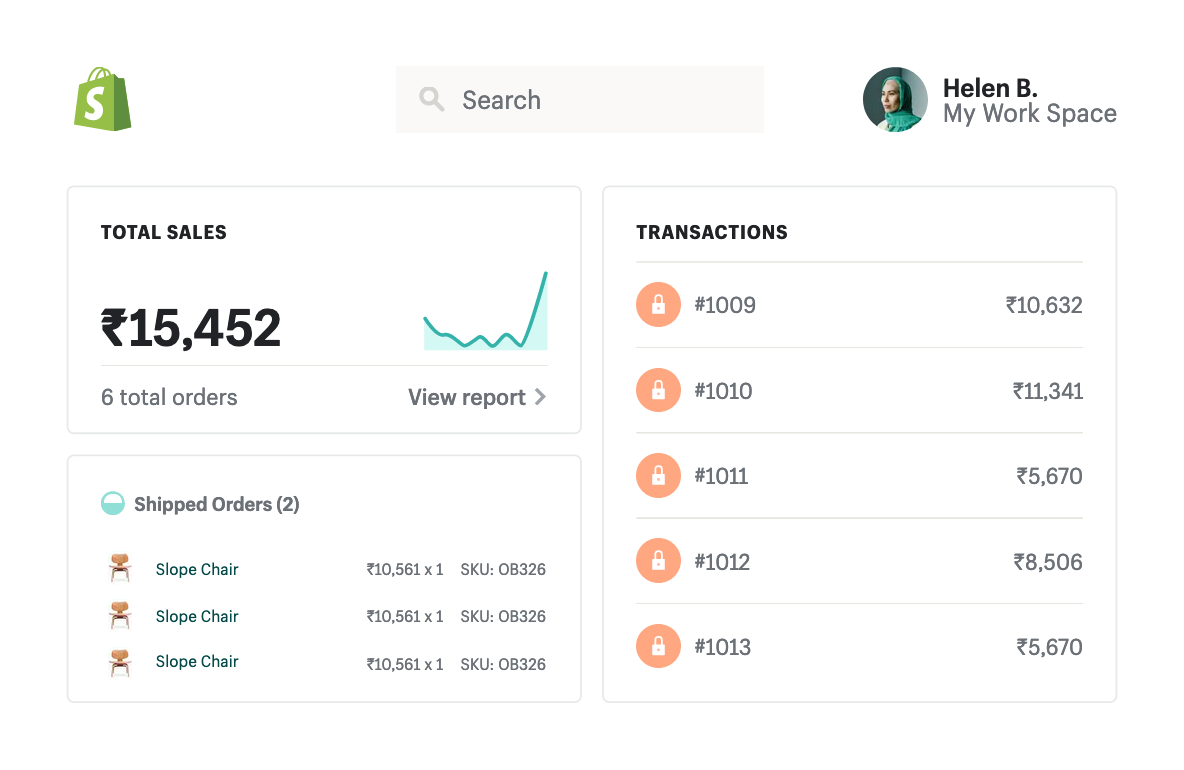 S
Search
Helen B.
My Work Space
TOTAL SALES
₹15,452
6 total orders View report
Shipped Orders (2)
Slope Chair ₹10,561 x 1 SKU: OB326
Slope Chair ₹10,561 x 1 SKU: OB326
Slope Chair ₹10,561 x 1 SKU: OB326
TRANSACTIONS
#1009 ₹10,632
#1010 ₹11,341
#1011 ₹5,670
#1012 ₹8,506
#1013 ₹5,670